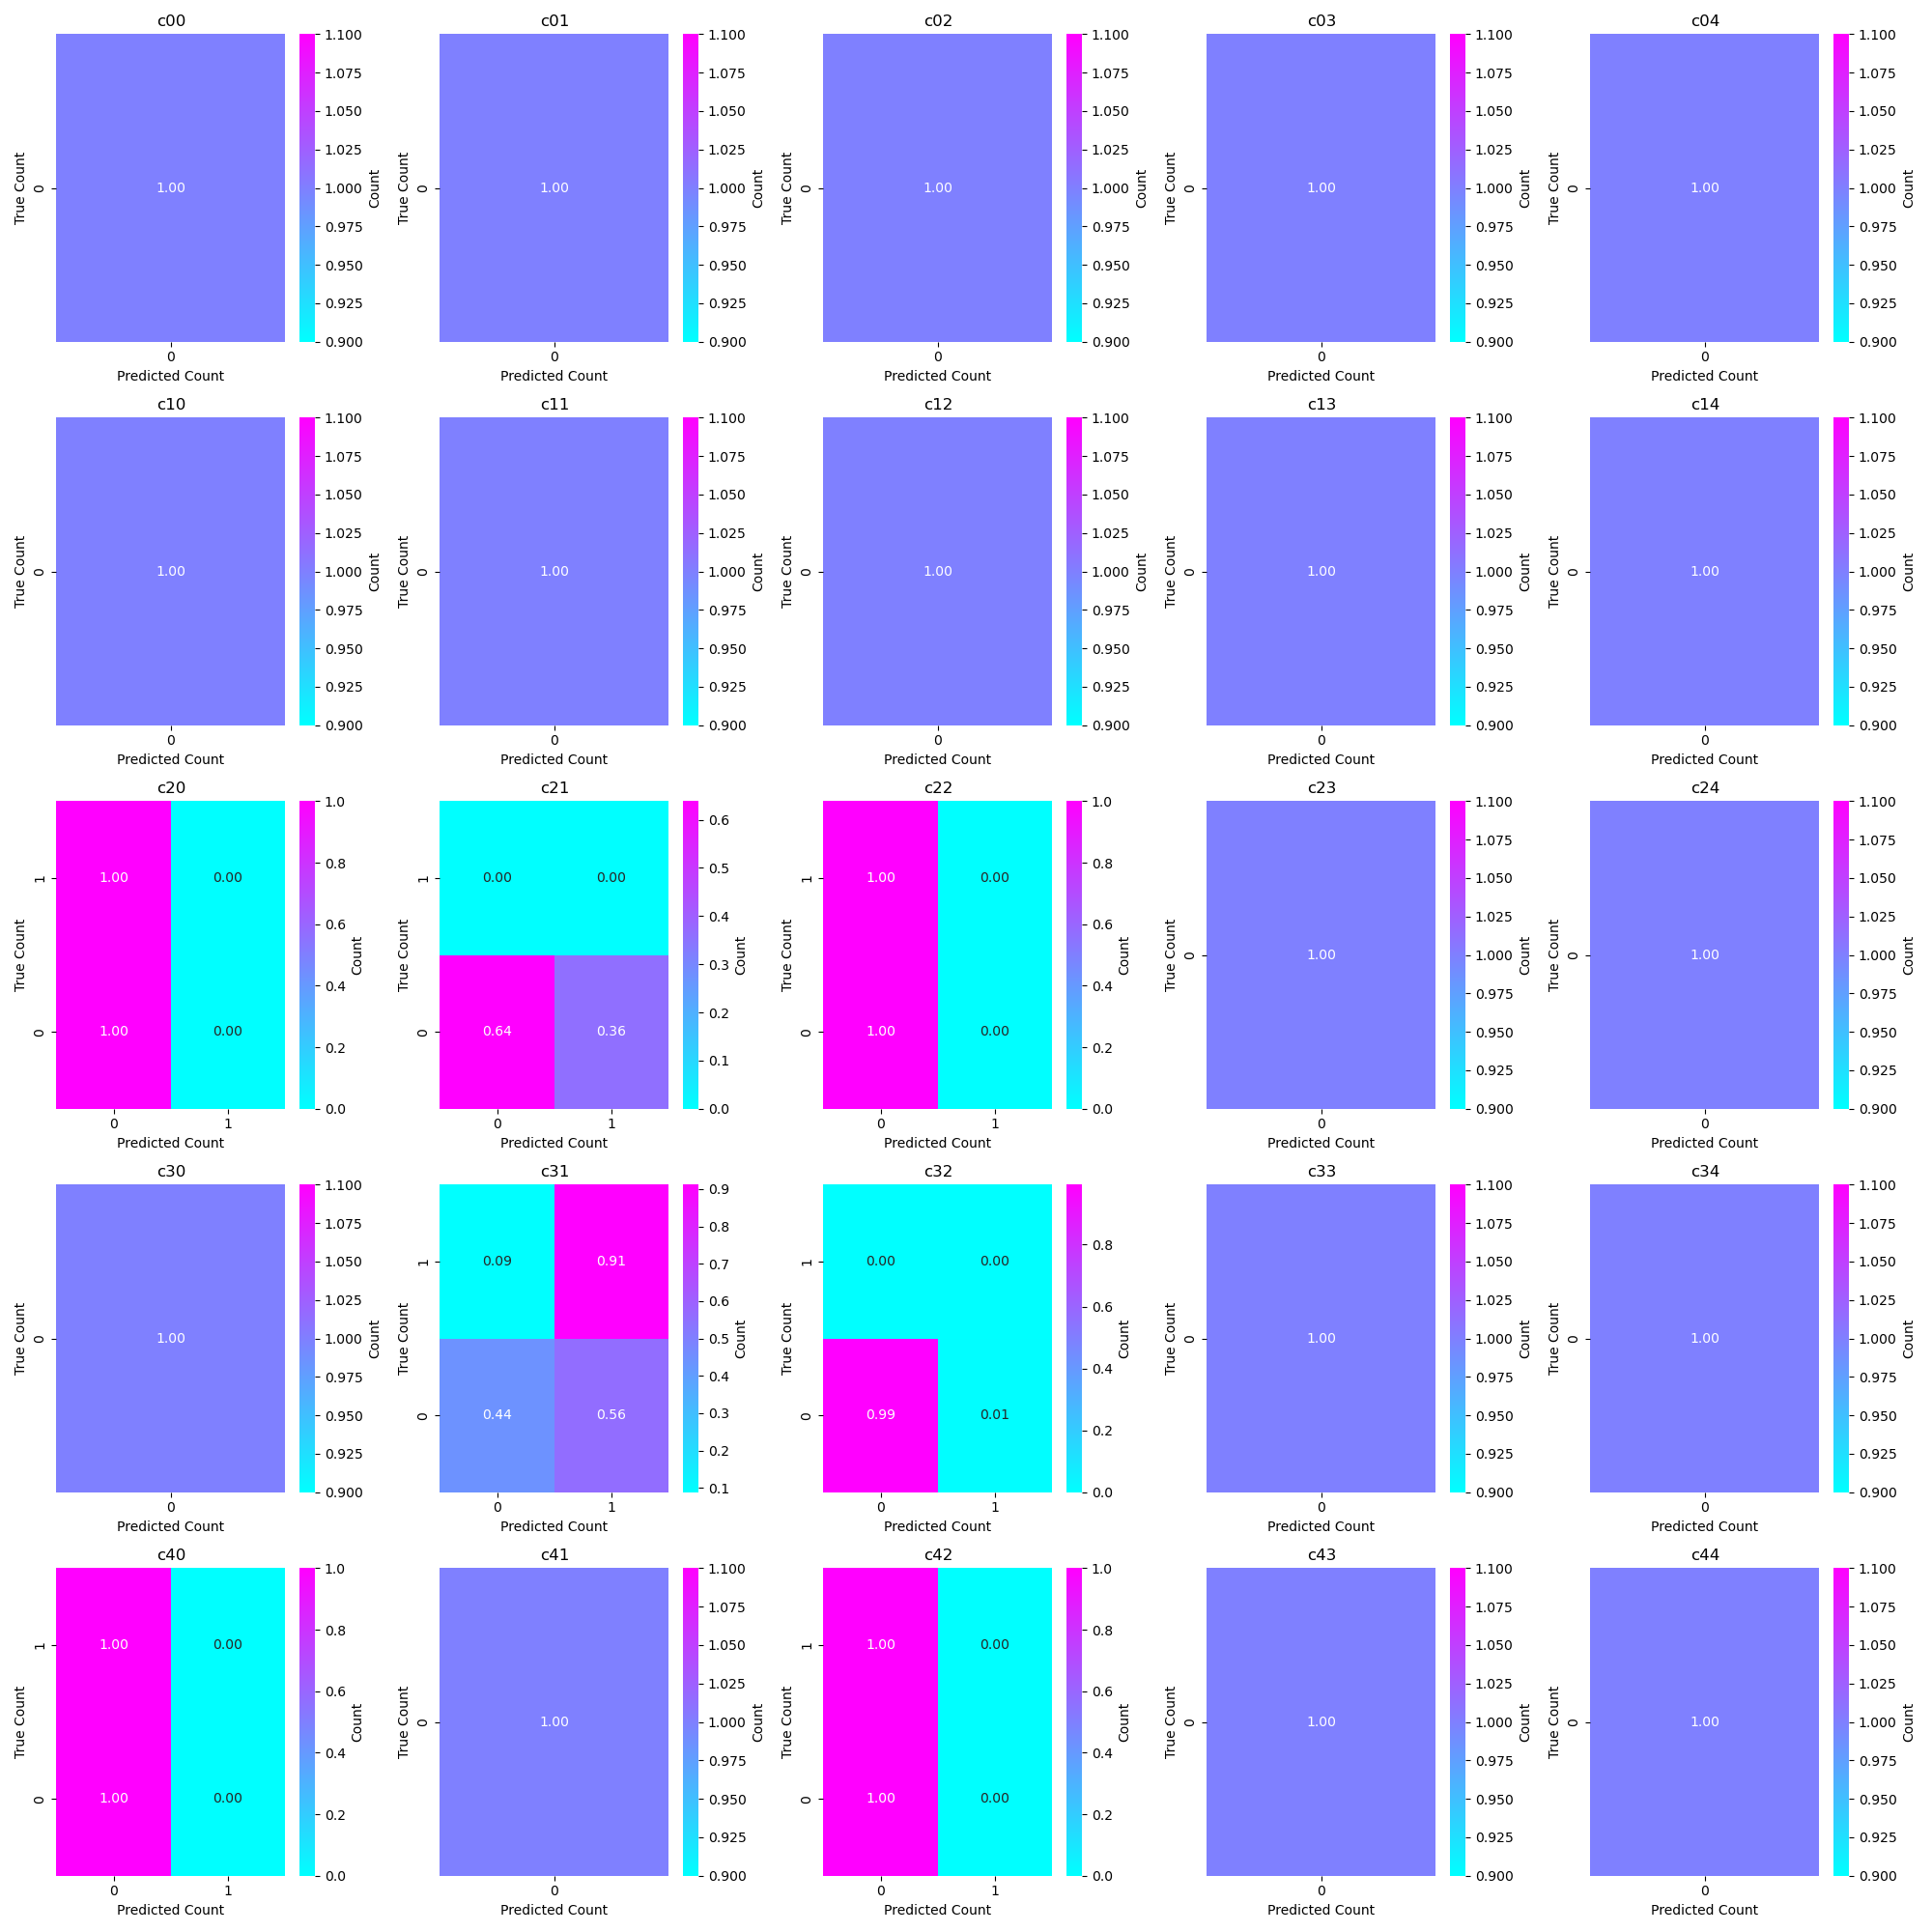 c00
1.100
1.075
1.050
1.025
1.000
0.975
0.950
0.925
0.900
Count
True Count
0
1.00
0
Predicted Count
c01
1.100
1.075
1.050
1.025
1.000
0.975
0.950
0.925
0.900
Count
True Count
0
1.00
0
Predicted Count
c02
1.100
1.075
1.050
1.025
1.000
0.975
0.950
0.925
0.900
Count
True Count
0
1.00
0
Predicted Count
c03
1.100
1.075
1.050
1.025
1.000
0.975
0.950
0.925
0.900
Count
True Count
0
1.00
0
Predicted Count
c04
1.100
1.075
1.050
1.025
1.000
0.975
0.950
0.925
0.900
Count
True Count
0
1.00
0
Predicted Count
c10
1.100
1.075
1.050
1.025
1.000
0.975
0.950
0.925
0.900
Count
True Count
0
1.00
0
Predicted Count
c11
1.100
1.075
1.050
1.025
1.000
0.975
0.950
0.925
0.900
Count
True Count
0
1.00
0
Predicted Count
c12
1.100
1.075
1.050
1.025
1.000
0.975
0.950
0.925
0.900
Count
True Count
0
1.00
0
Predicted Count
c13
1.100
1.075
1.050
1.025
1.000
0.975
0.950
0.925
0.900
Count
True Count
0
1.00
0
Predicted Count
c14
1.100
1.075
1.050
1.025
1.000
0.975
0.950
0.925
0.900
Count
True Count
0
1.00
0
Predicted Count
c20
1.0
0.8
0.6
0.4
0.2
0.0
Count
True Count
1
1.00 0.00
0
1.00 0.00
0 1
Predicted Count
c21
0.6
0.5
0.4
0.3
0.2
0.1
0.0
Count
True Count
1
0.00 0.00
0
0.64 0.36
0 1
Predicted Count
c22
1.0
0.8
0.6
0.4
0.2
0.0
Count
True Count
1
1.00 0.00
0
1.00 0.00
0 1
Predicted Count
c23
1.100
1.075
1.050
1.025
1.000
0.975
0.950
0.925
0.900
Count
True Count
0
1.00
0
Predicted Count
c24
1.100
1.075
1.050
1.025
1.000
0.975
0.950
0.925
0.900
Count
True Count
0
1.00
0
Predicted Count
c30
1.100
1.075
1.050
1.025
1.000
0.975
0.950
0.925
0.900
Count
True Count
0
1.00
0
Predicted Count
c31
0.9
0.8
0.7
0.6
0.5
0.4
0.3
0.2
0.1
Count
True Count
1
0.09 0.91
0
0.44 0.56
0 1
Predicted Count
c32
0.8
0.6
0.4
0.2
0.0
Count
True Count
1
0.00 0.00
0
0.99 0.01
0 1
Predicted Count
c33
1.100
1.075
1.050
1.025
1.000
0.975
0.950
0.925
0.900
Count
True Count
0
1.00
0
Predicted Count
c34
1.100
1.075
1.050
1.025
1.000
0.975
0.950
0.925
0.900
Count
True Count
0
1.00
0
Predicted Count
c40
1.0
0.8
0.6
0.4
0.2
0.0
Count
True Count
1
1.00 0.00
0
1.00 0.00
0 1
Predicted Count
c41
1.100
1.075
1.050
1.025
1.000
0.975
0.950
0.925
0.900
Count
True Count
0
1.00
0
Predicted Count
c42
1.0
0.8
0.6
0.4
0.2
0.0
Count
True Count
1
1.00 0.00
0
1.00 0.00
0 1
Predicted Count
c43
1.100
1.075
1.050
1.025
1.000
0.975
0.950
0.925
0.900
Count
True Count
0
1.00
0
Predicted Count
c44
1.100
1.075
1.050
1.025
1.000
0.975
0.950
0.925
0.900
Count
True Count
0
1.00
0
Predicted Count